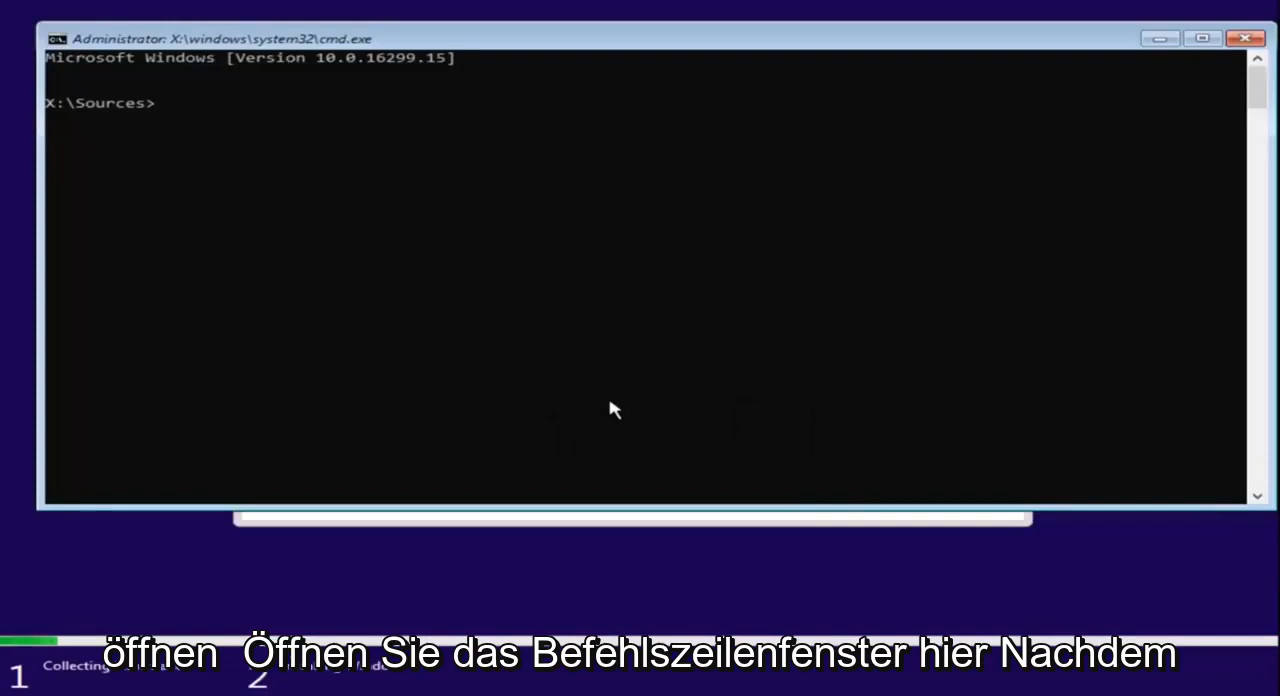 Administrator: X:\windows\system32\cmd.exe
Microsoft Windows [Version 10.0.16299.15]
X:\Sources>
öffnen Öffnen Sie das Befehlszeilenfenster hier Nachdem
1 Collecting
2